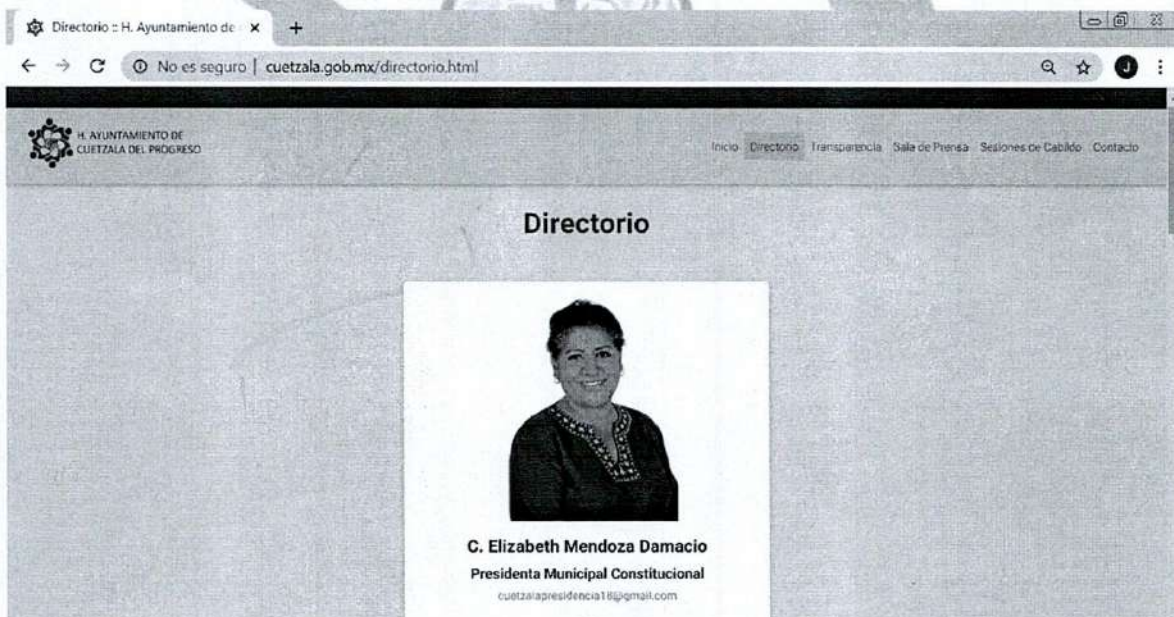 Directorio :: H. Ayuntamiento de
No es seguro | cuetzala.gob.mx/directorio.html
J
H. AYUNTAMIENTO DE
CUETZALA DEL PROGRESO
Inicio Directorio Transparencia Sala de Prensa Sesiones de Cabildo Contacto
Directorio
C. Elizabeth Mendoza Damacio
Presidenta Municipal Constitucional
cuetzalapresidencia18@gmail.com